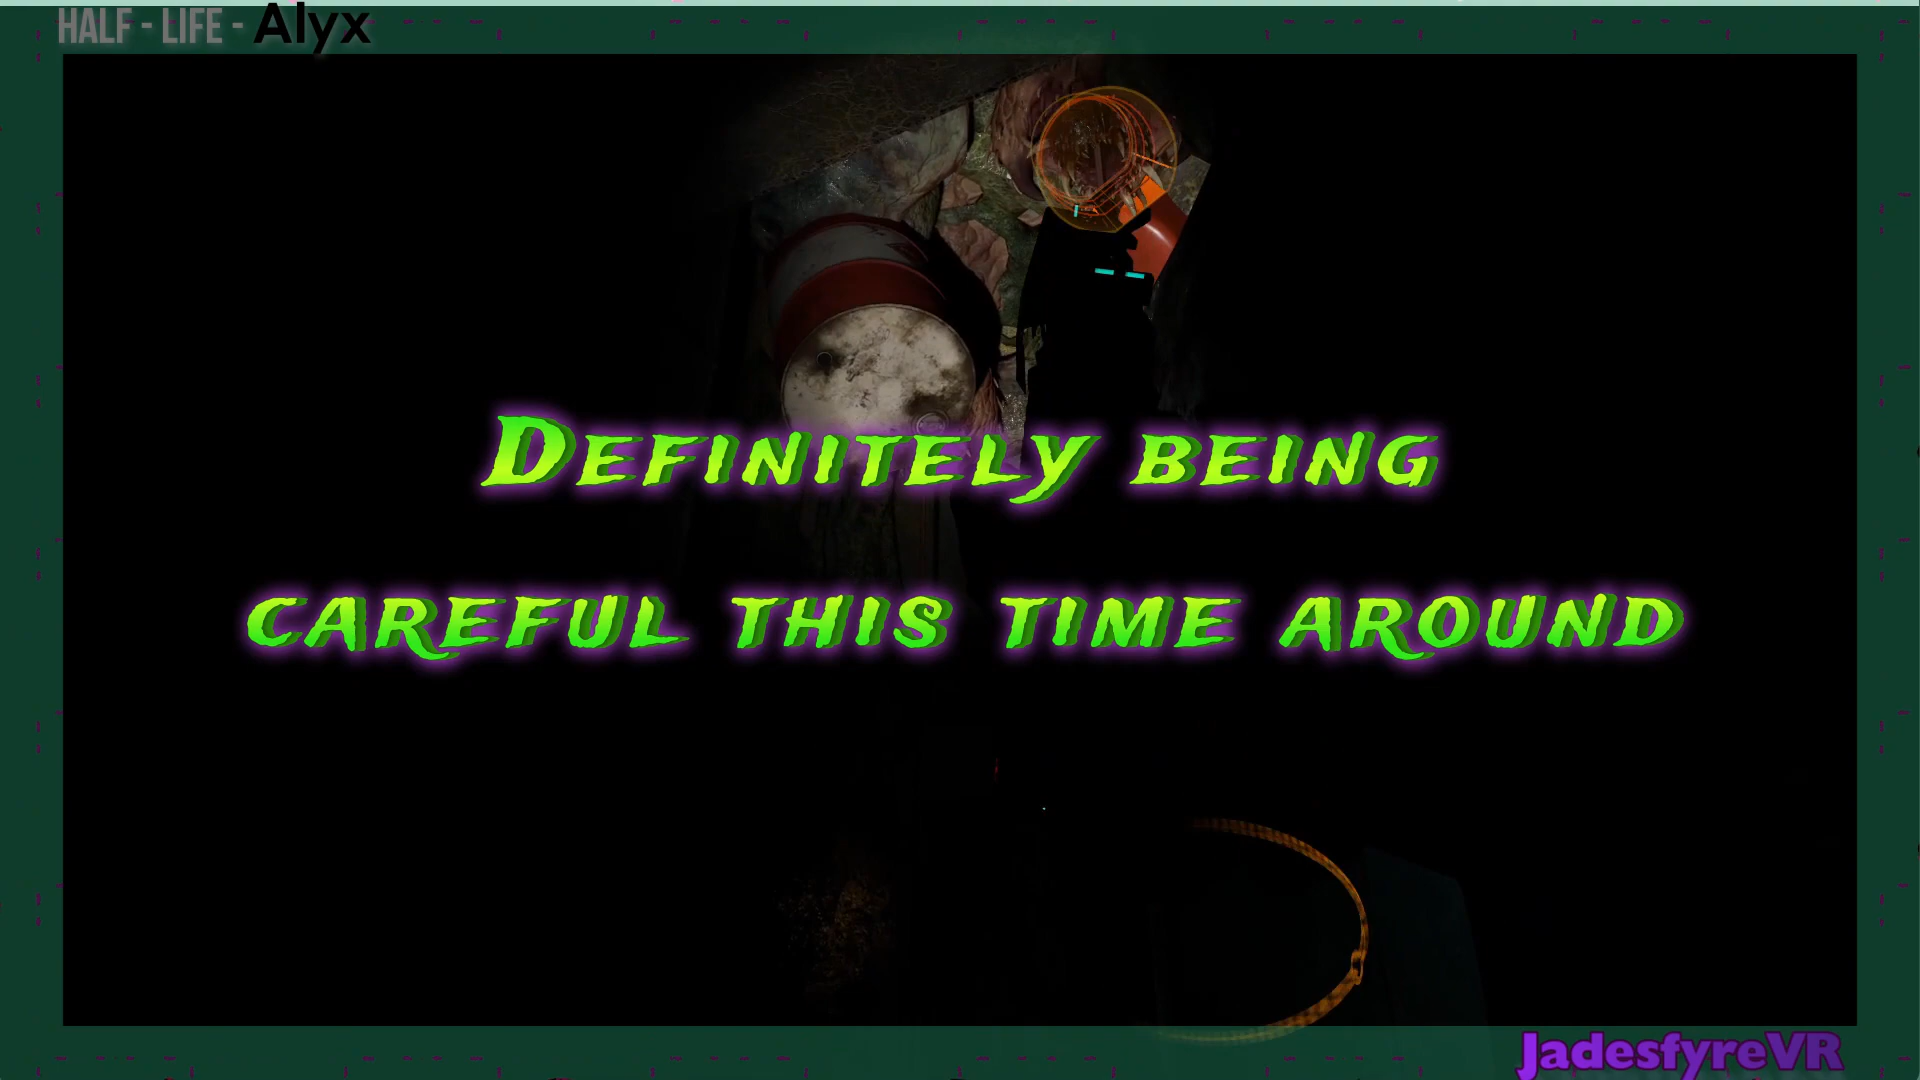 HALF - LIFE - Alyx
Definitely being
careful this time around
JadesfyreVR